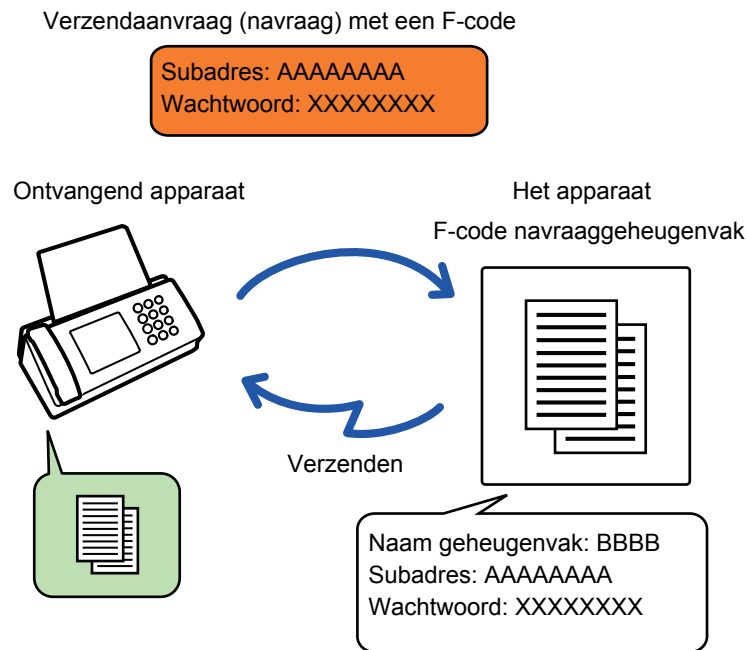 Verzendaanvraag (navraag) met een F-code
Subadres: AAAAAAAA
Wachtwoord: XXXXXXXX
Ontvangend apparaat
Het apparaat
F-code navraaggeheugenvak
Verzenden
Naam geheugenvak: BBBB
Subadres: AAAAAAAA
Wachtwoord: XXXXXXXX